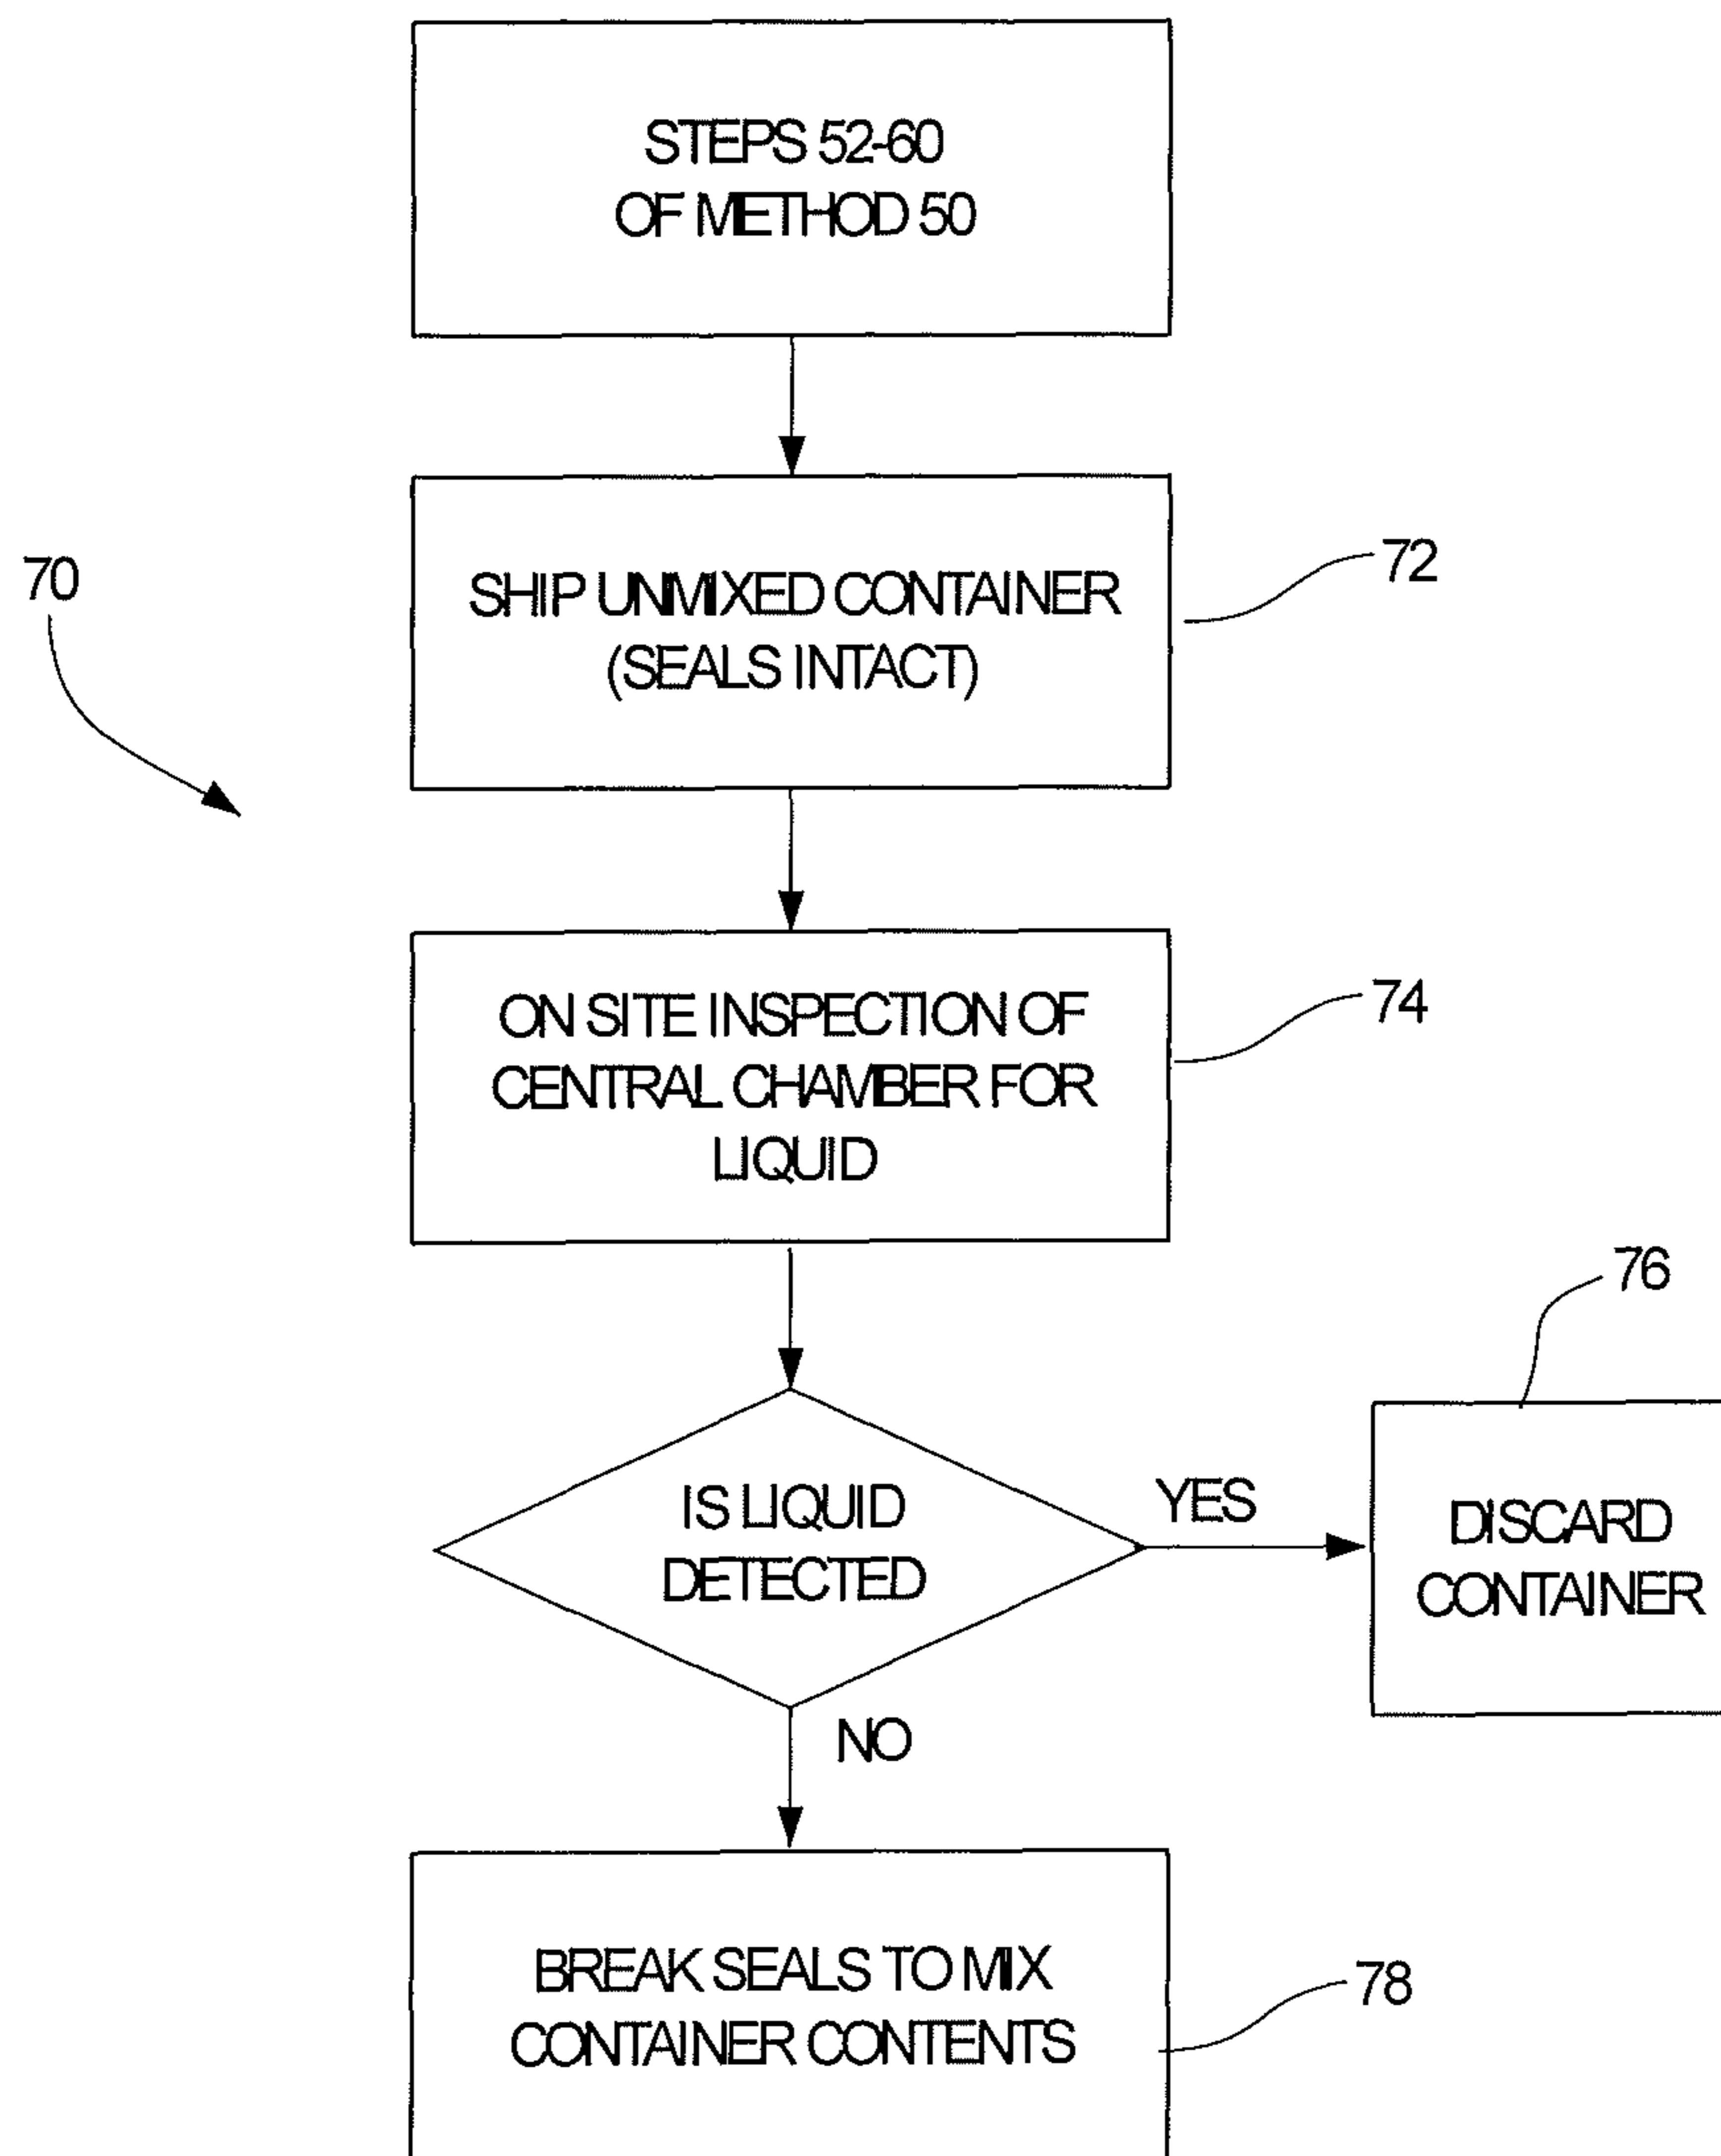 STEPS 52-60
OF METHOD 50
70
SHIP UNMIXED CONTAINER
(SEALS INTACT)
72
ON SITE INSPECTION OF
CENTRAL CHAMBER FOR
LIQUID
74
76
IS LIQUID
DETECTED
YES
DISCARD
CONTAINER
NO
BREAK SEALS TO MIX
CONTAINER CONTENTS
78